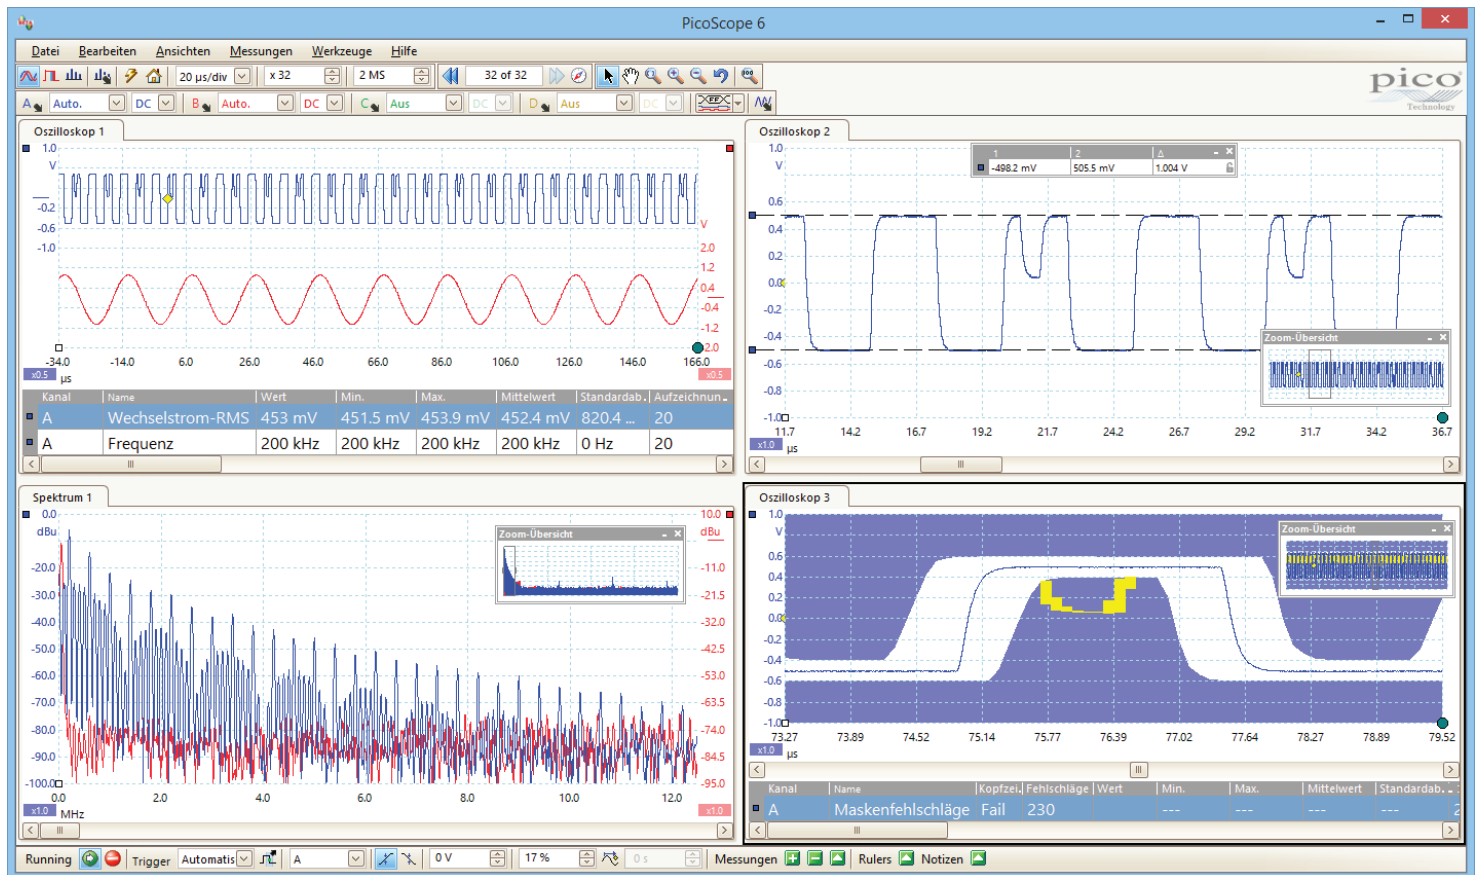 PicoScope 6
Datei Bearbeiten Ansichten Messungen Werkzeuge Hilfe
20 µs/div x 32 2 MS 32 of 32
pico
Technology
A Auto. DC B Auto. DC C Aus DC D Aus DC
Oszilloskop 1
1.0
V
-0.2
-0.6
-1.0
V
2.0
1.2
0.4
-0.4
-1.2
-2.0
-34.0 -14.0 6.0 26.0 46.0 66.0 86.0 106.0 126.0 146.0 166.0
x0.5 µs x0.5
Kanal Name Wert Min. Max. Mittelwert Standardab. Aufzeichnun..
A Wechselstrom-RMS 453 mV 451.5 mV 453.9 mV 452.4 mV 820.4 ... 20
A Frequenz 200 kHz 200 kHz 200 kHz 200 kHz 0 Hz 20
Oszilloskop 2
1 2 Δ
-498.2 mV 505.5 mV 1.004 V
1.0
V
0.6
0.4
0.2
0.0
-0.2
-0.4
-0.6
-0.8
-1.0
Zoom-Übersicht
11.7 14.2 16.7 19.2 21.7 24.2 26.7 29.2 31.7 34.2 36.7
x1.0 µs
Spektrum 1
0.0
dBu
-20.0
-30.0
-40.0
-50.0
-60.0
-70.0
-80.0
-90.0
-100.0
Zoom-Übersicht
10.0
dBu
-11.0
-21.5
-32.0
-42.5
-53.0
-63.5
-74.0
-84.5
-95.0
0.0 2.0 4.0 6.0 8.0 10.0 12.0
x1.0 MHz x1.0
Oszilloskop 3
1.0
V
0.6
0.4
0.2
0.0
-0.2
-0.4
-0.6
-0.8
-1.0
Zoom-Übersicht
73.27 73.89 74.52 75.14 75.77 76.39 77.02 77.64 78.27 78.89 79.52
x1.0 µs
Kanal Name Kopfzei. Fehlschläge Wert Min. Max. Mittelwert Standardab..
A Maskenfehlschläge Fail 230 --- --- --- ---
Running Trigger Automatis A 0 V 17 % 0 s Messungen Rulers Notizen